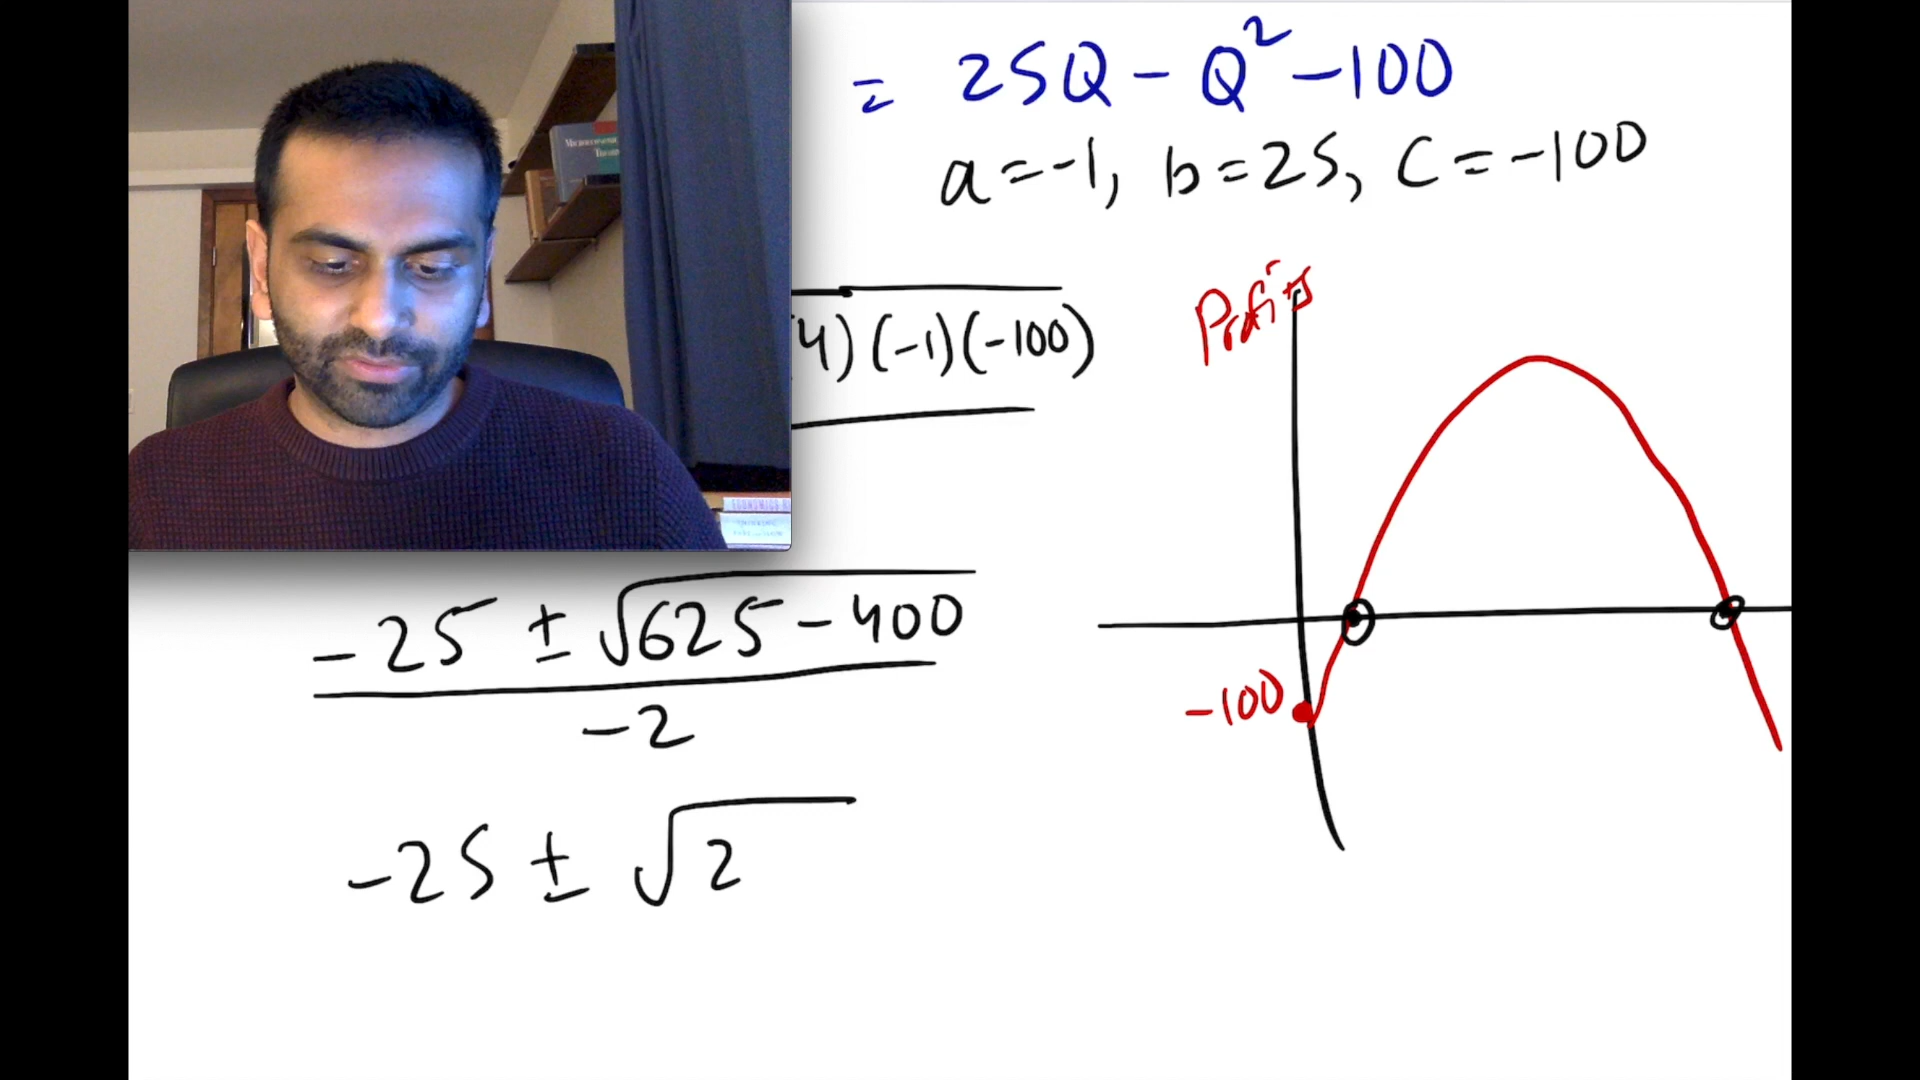 = 25Q - Q² - 100
a = -1, b = 25, C = -100
4)(-1)(-100)
Profits
-25 ± √625 - 400
-2
-100
-25 ± √2